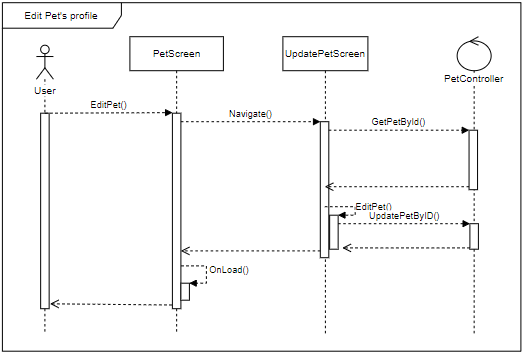 Edit Pet's profile
PetScreen
UpdatePetScreen
PetController
User
EditPet()
Navigate()
GetPetById()
EditPet()
UpdatePetByID()
OnLoad()